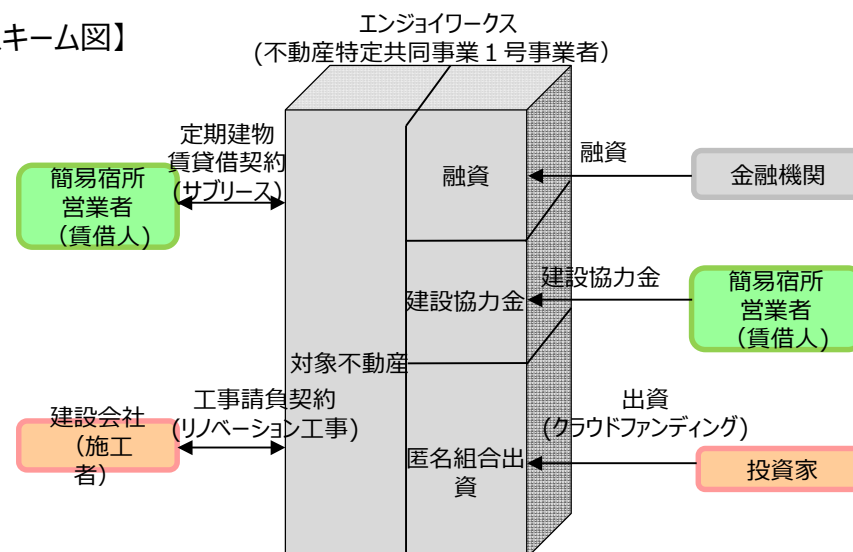 キーム図】
エンジョイワークス
(不動産特定共同事業１号事業者)
定期建物
賃貸借契約
(サブリース)
簡易宿所
営業者
（賃借人)
融資
融資
金融機関
建設協力金
建設協力金
簡易宿所
営業者
（賃借人)
対象不動産
工事請負契約
(リノベーション工事)
建設会社
（施工
者)
匿名組合出
資
出資
(クラウドファンディング)
投資家